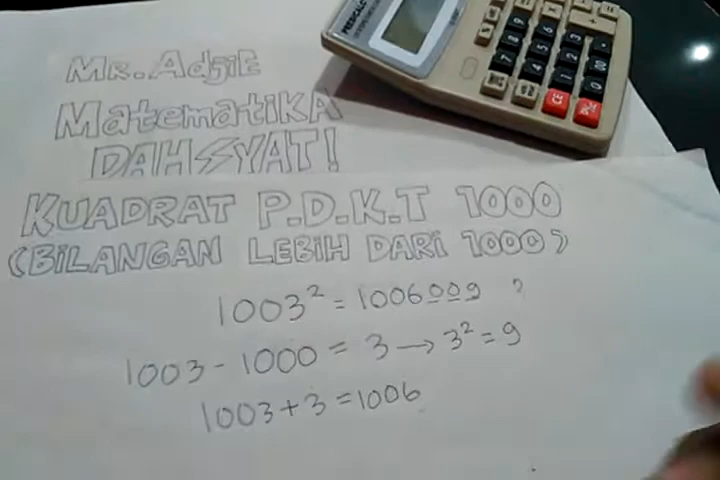 Mr. Adjie
Matematika
DAHSYAT!
KUADRAT P.D.K.T 1000
(BILANGAN LEBIH DARI 1000)
1003² = 1006009 ?
1003 - 1000 = 3 → 3² = 9
1003 + 3 = 1006